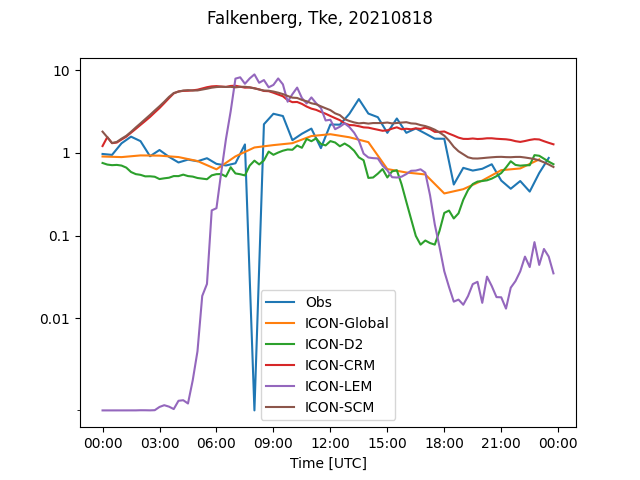 Falkenberg, Tke, 20210818
10
1
0.1
0.01
Obs
ICON-Global
ICON-D2
ICON-CRM
ICON-LEM
ICON-SCM
00:00 03:00 06:00 09:00 12:00 15:00 18:00 21:00 00:00
Time [UTC]